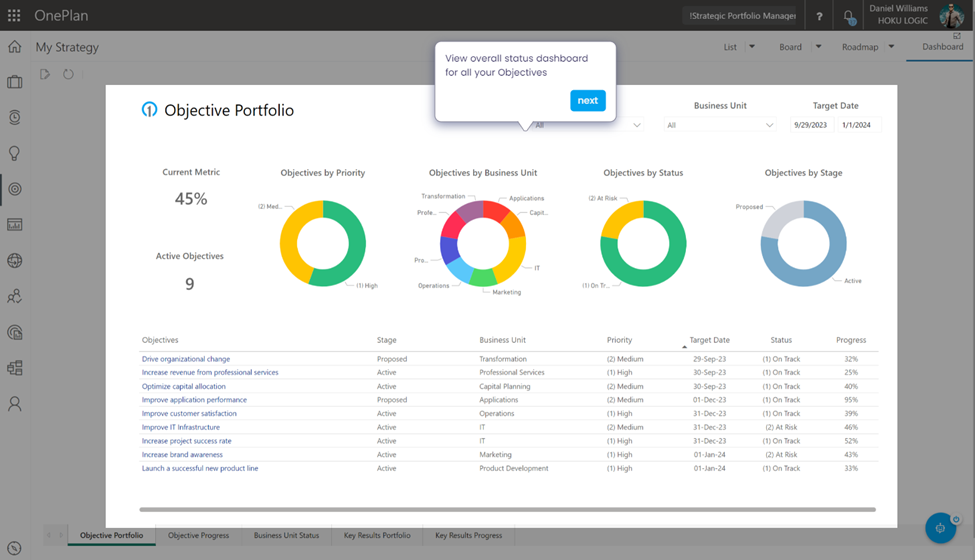 OnePlan
!Strategic Portfolio Manager
?
Daniel Williams
HOKU LOGIC
My Strategy
List
Board
Roadmap
Dashboard
View overall status dashboard
for all your Objectives
next
Objective Portfolio
Business Unit
Target Date
All
All
9/29/2023
1/1/2024
Current Metric
45%
Active Objectives
9
Objectives by Priority
(2) Med...
(1) High
Objectives by Business Unit
Transformation
Applications
Profe...
Capit...
Pro...
IT
Operations
Marketing
Objectives by Status
(2) At Risk
(1) On Tr...
Objectives by Stage
Proposed
Active
Objectives Stage Business Unit Priority Target Date Status Progress
Drive organizational change Proposed Transformation (2) Medium 29-Sep-23 (1) On Track 32%
Increase revenue from professional services Active Professional Services (1) High 30-Sep-23 (1) On Track 25%
Optimize capital allocation Active Capital Planning (2) Medium 30-Sep-23 (1) On Track 40%
Improve application performance Proposed Applications (2) Medium 01-Dec-23 (1) On Track 95%
Improve customer satisfaction Active Operations (1) High 31-Dec-23 (1) On Track 39%
Improve IT Infrastructure Active IT (2) Medium 31-Dec-23 (2) At Risk 46%
Increase project success rate Active IT (1) High 31-Dec-23 (1) On Track 52%
Increase brand awareness Active Marketing (1) High 01-Jan-24 (2) At Risk 43%
Launch a successful new product line Active Product Development (1) High 01-Jan-24 (1) On Track 33%
Objective Portfolio
Objective Progress
Business Unit Status
Key Results Portfolio
Key Results Progress